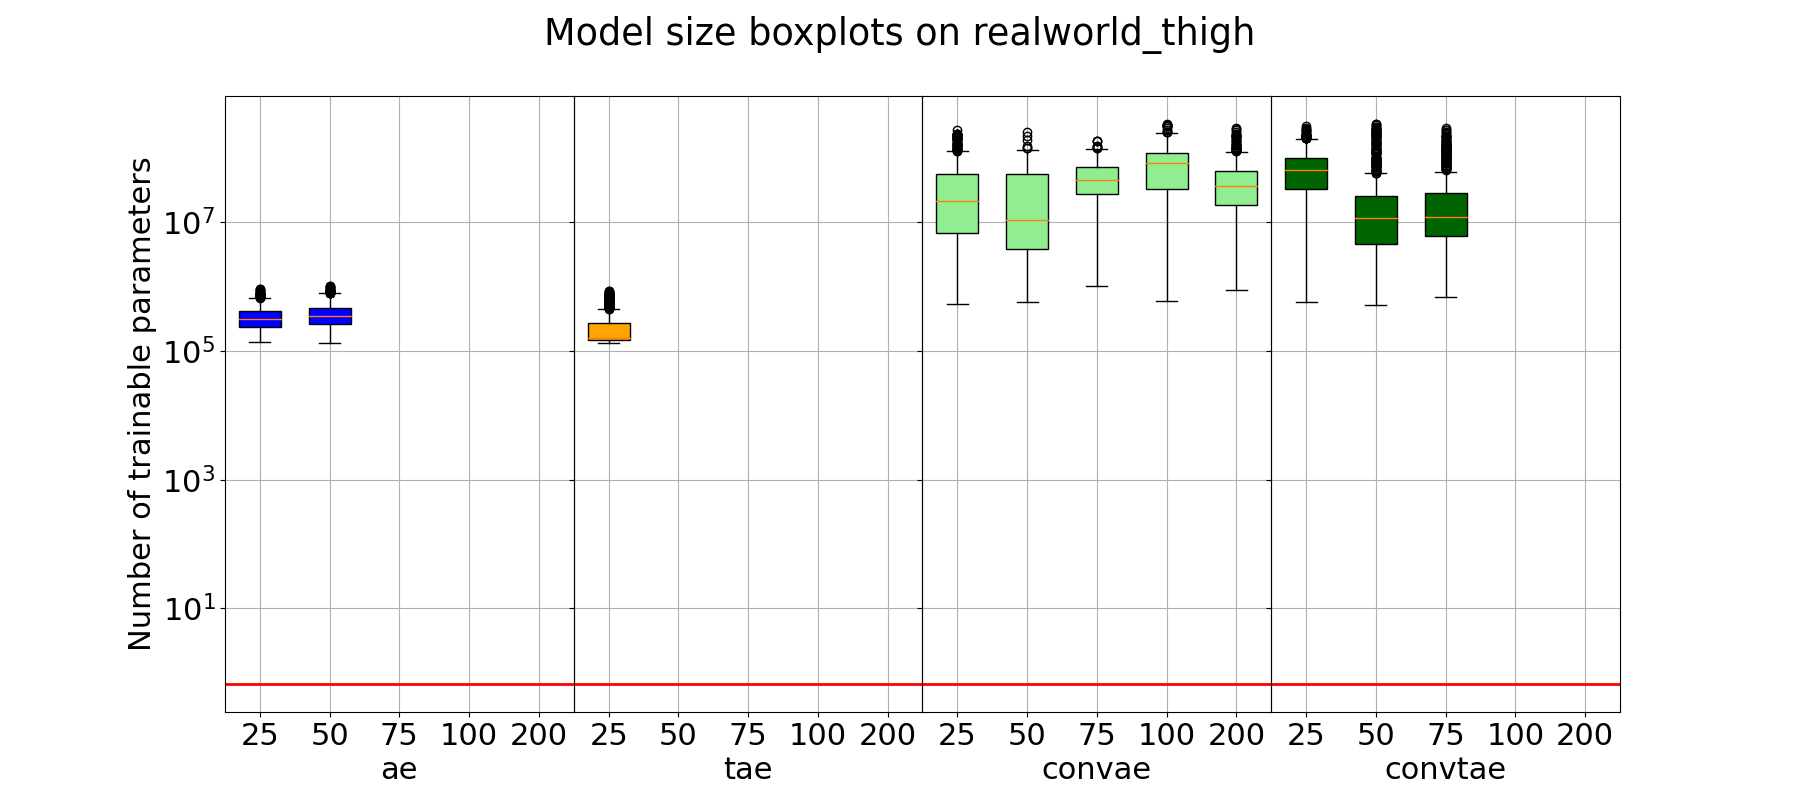 Model size boxplots on realworld_thigh
Number of trainable parameters
10^7
10^5
10^3
10^1
25 50 75 100 200 25 50 75 100 200 25 50 75 100 200 25 50 75 100 200
ae tae convae convtae